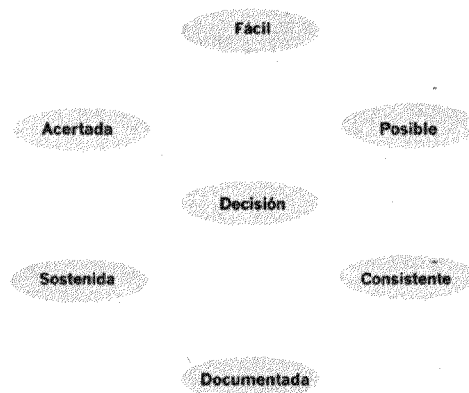 Fácil
Acertada
Posible
Decisión
Sostenida
Consistente
Documentada